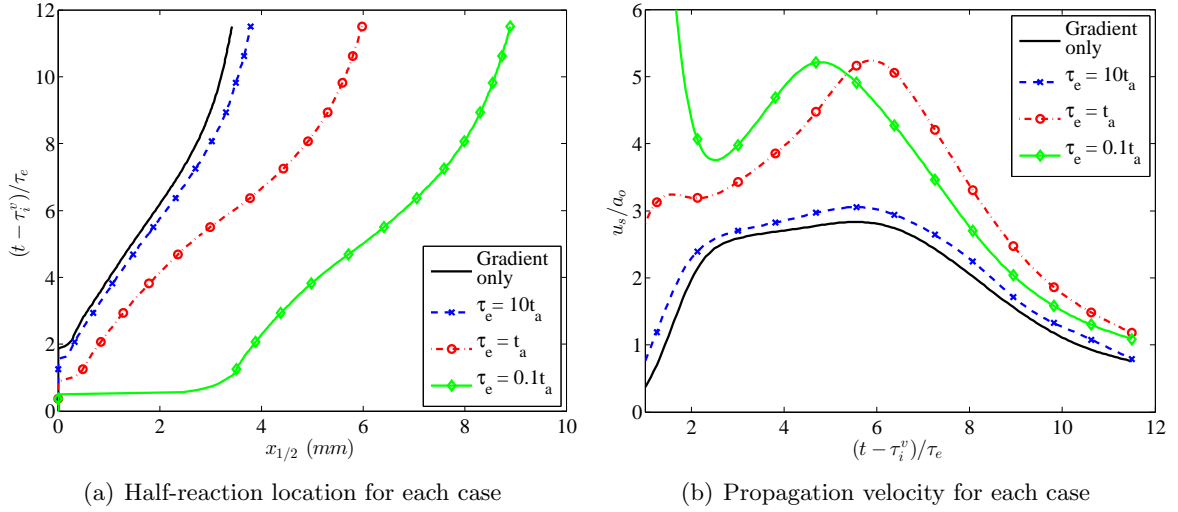 12
10
8
6
4
2
0
0 2 4 6 8 10
(t − τ_i^v)/τ_e
x_{1/2} (mm)
Gradient
only
τ_e = 10t_a
τ_e = t_a
τ_e = 0.1t_a
(a) Half-reaction location for each case
6
5
4
3
2
1
0
2 4 6 8 10 12
u_s/a_o
(t − τ_i^v)/τ_e
Gradient
only
τ_e = 10t_a
τ_e = t_a
τ_e = 0.1t_a
(b) Propagation velocity for each case